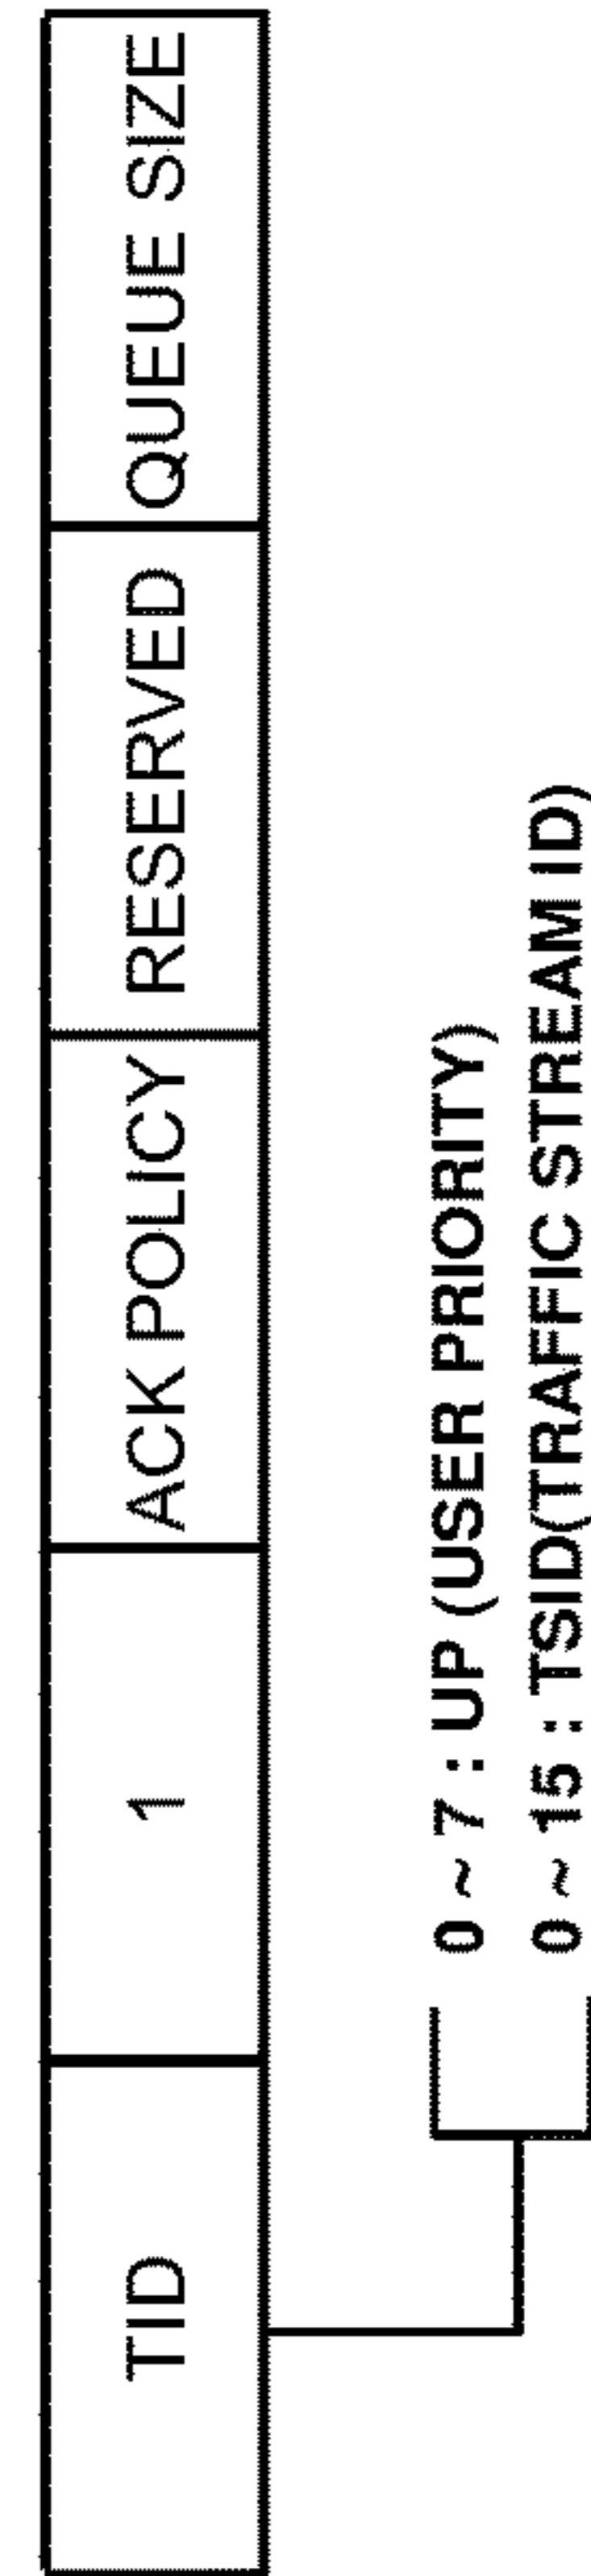 TID 1 ACK POLICY RESERVED QUEUE SIZE
0 ~ 7 : UP (USER PRIORITY)
0 ~ 15 : TSID(TRAFFIC STREAM ID)